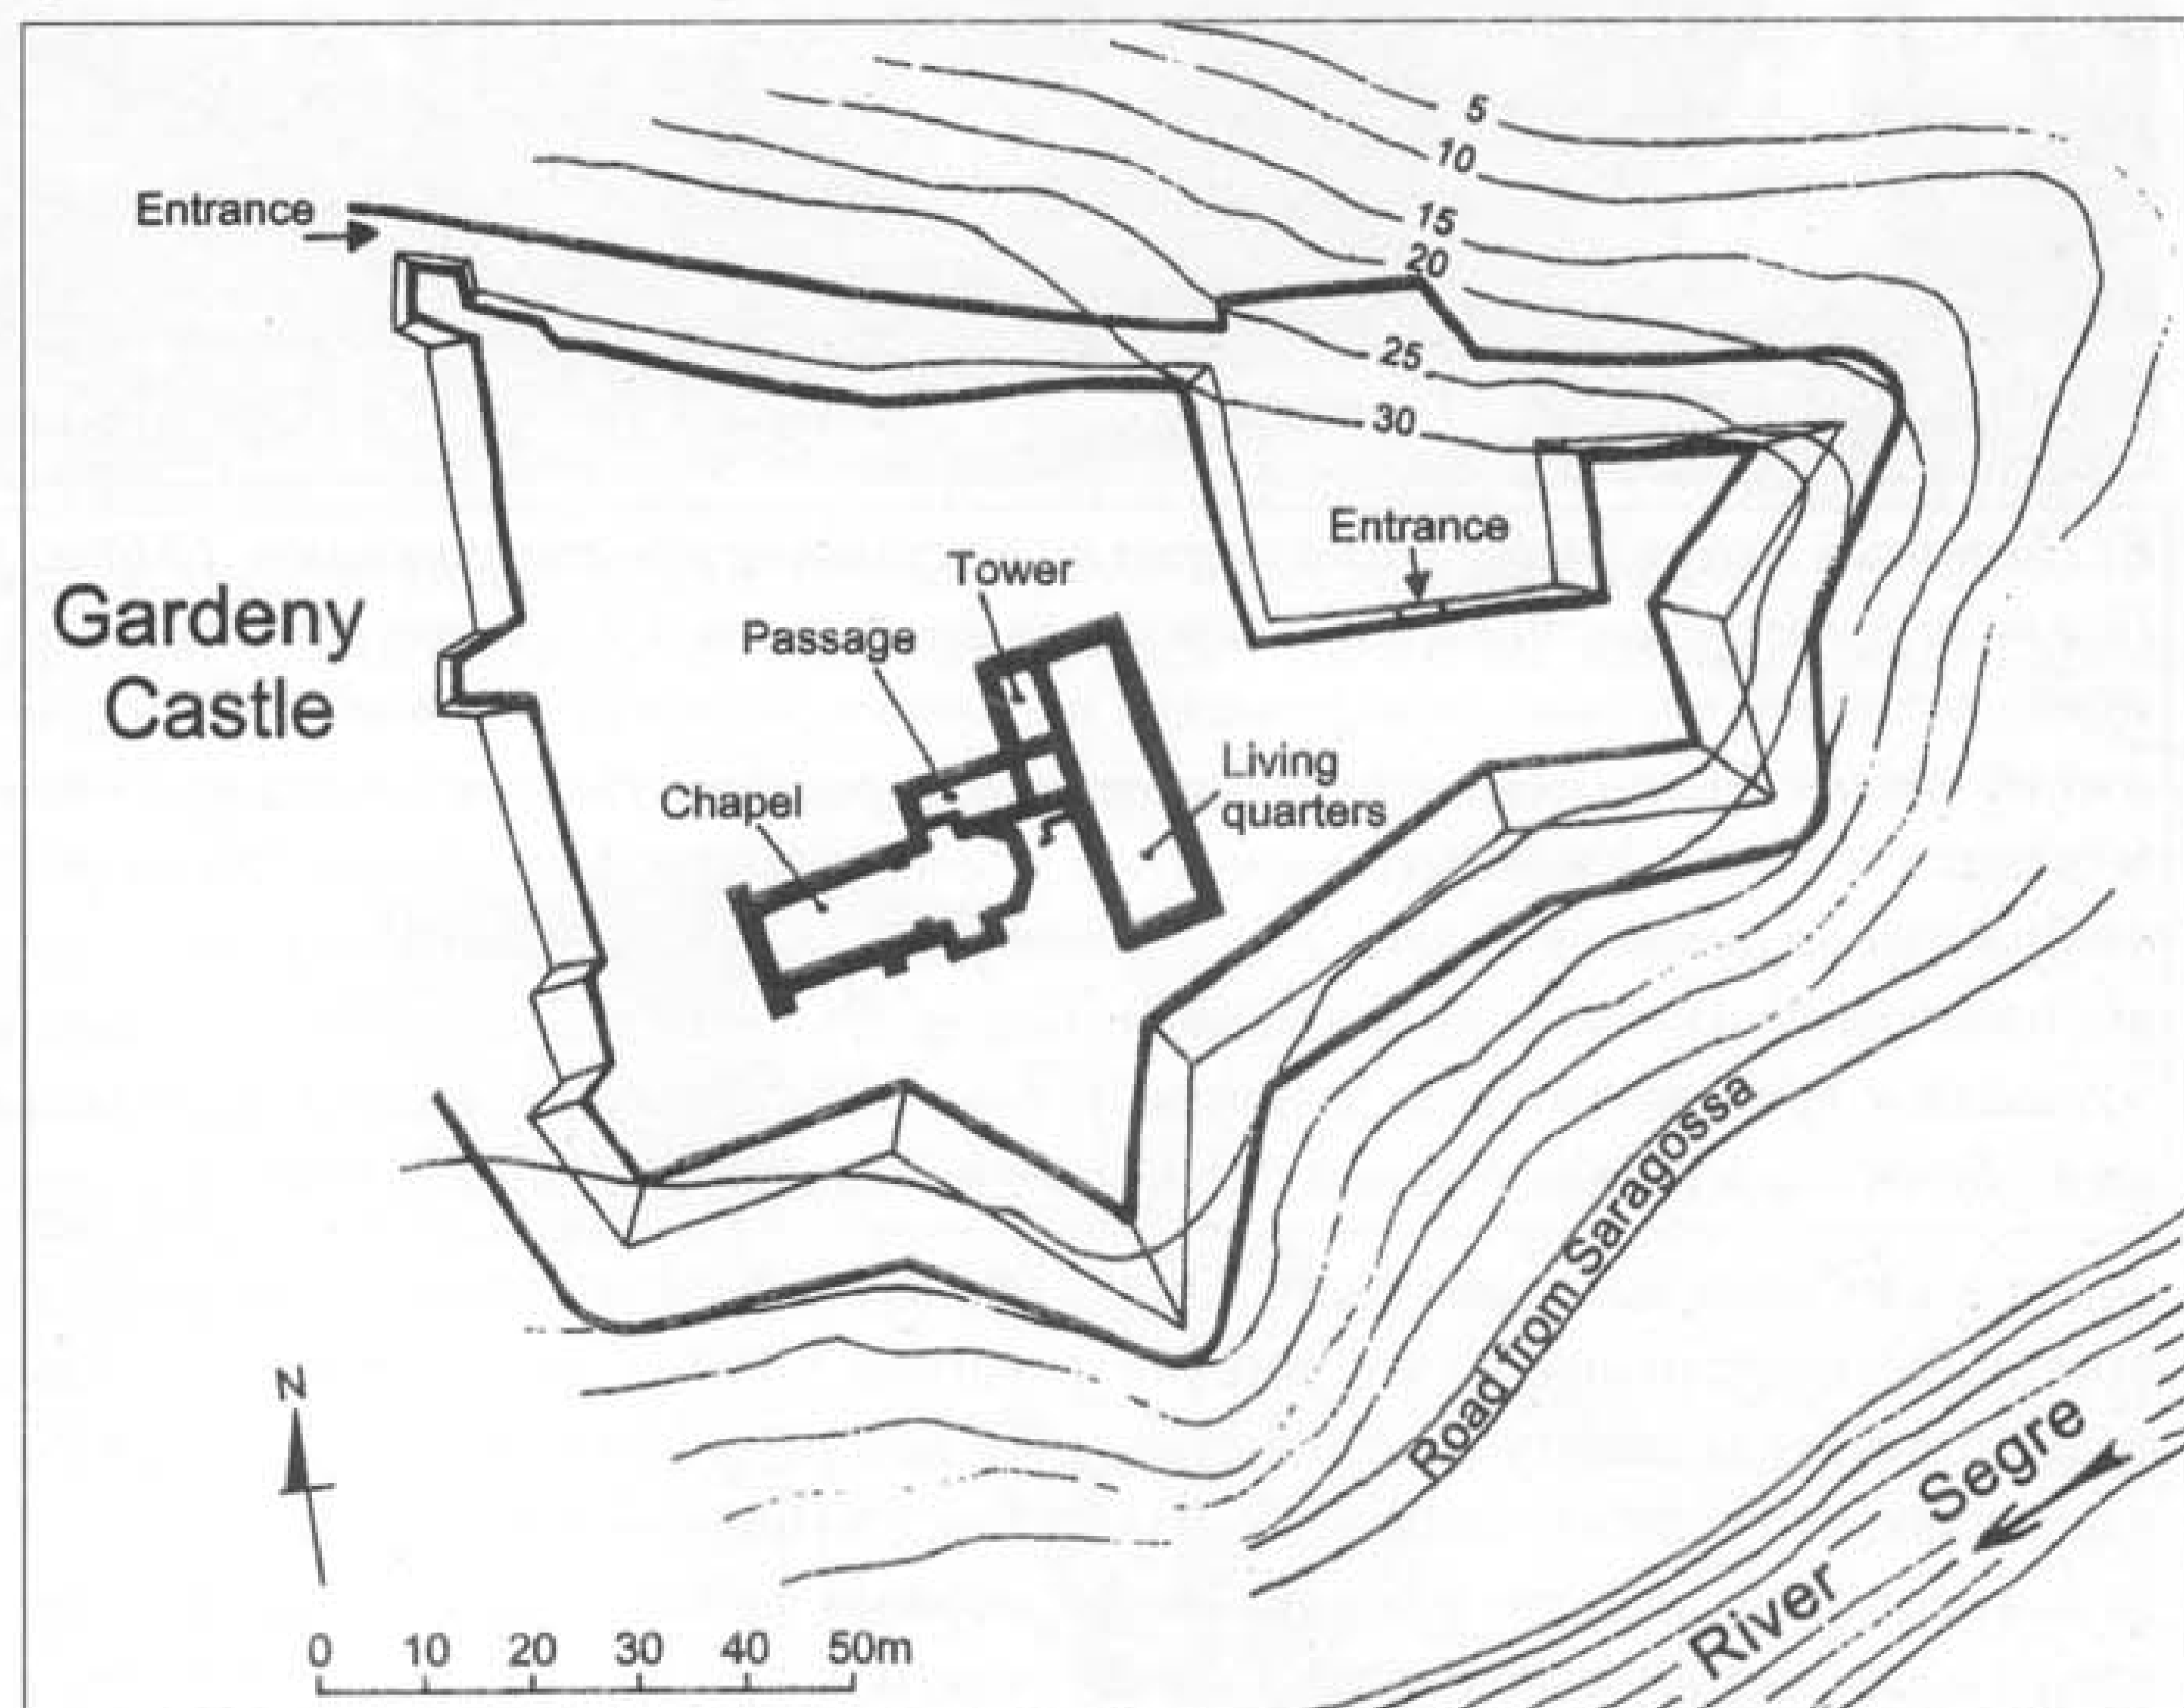 5
10
15
20
25
30
Entrance
Entrance
Gardeny
Castle
Tower
Passage
Chapel
Living
quarters
Road from Saragossa
River Segre
N
0 10 20 30 40 50m